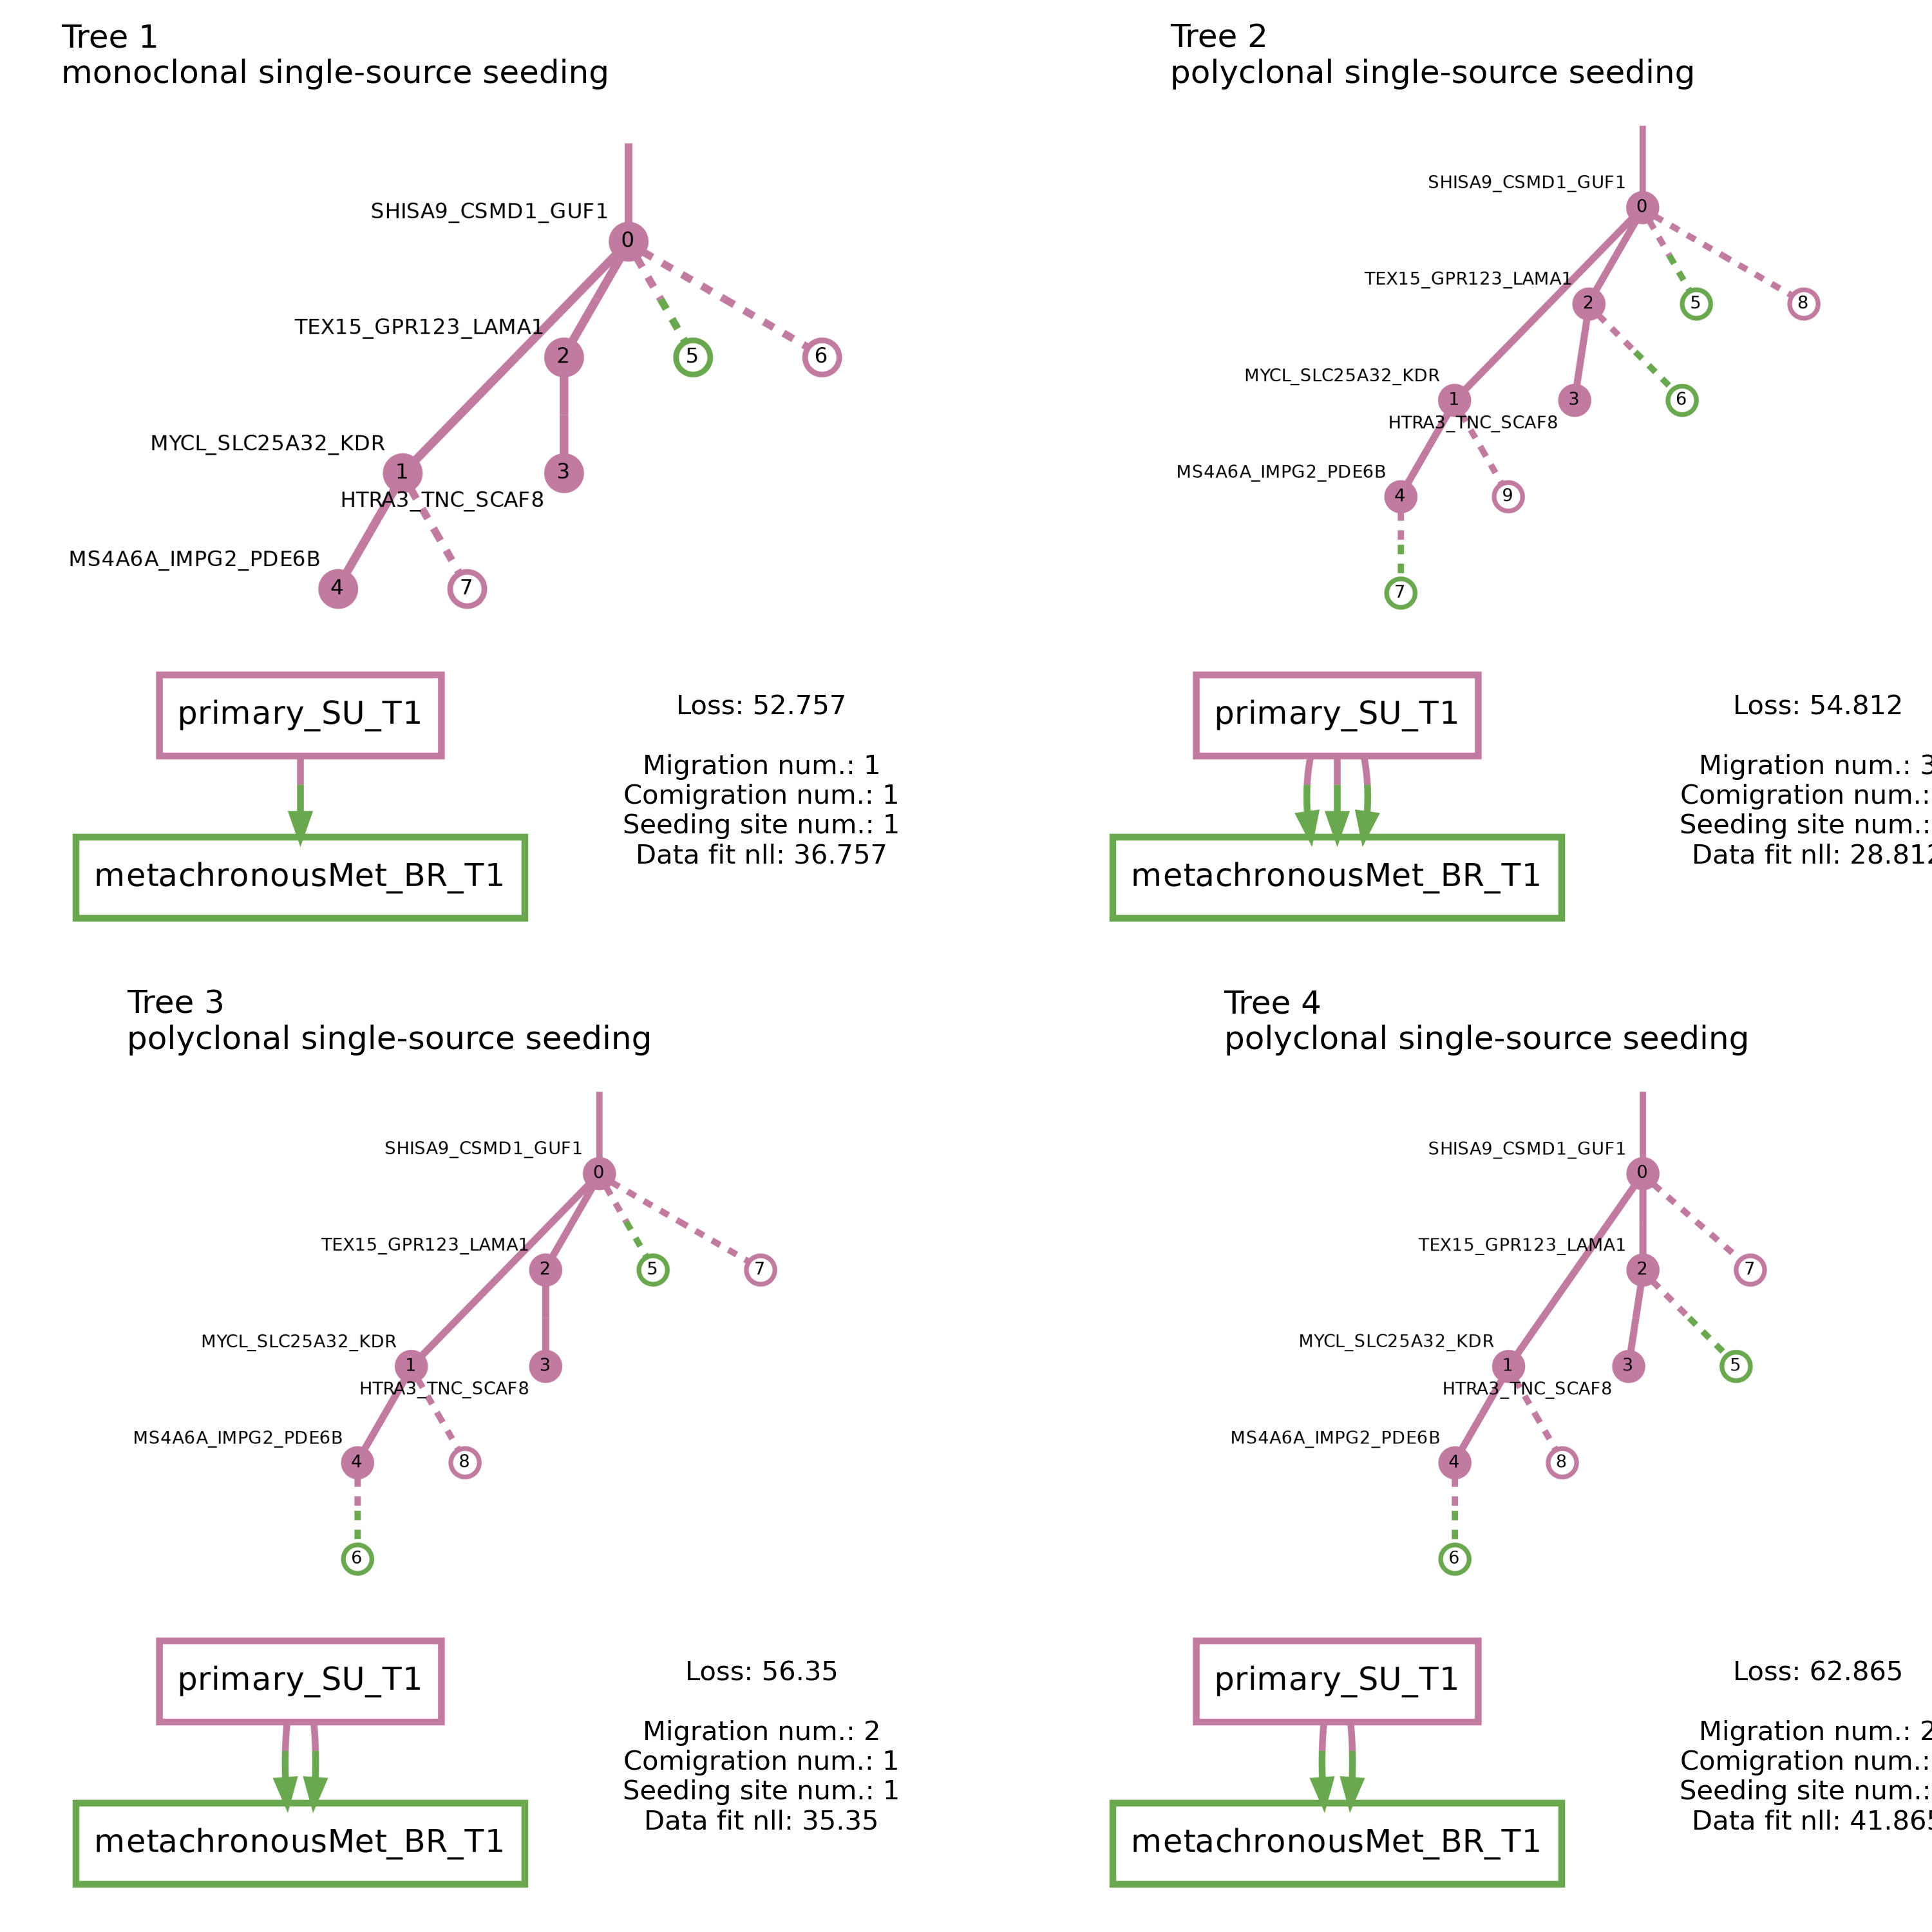 Tree 1
monoclonal single-source seeding
SHISA9_CSMD1_GUF1
0
TEX15_GPR123_LAMA1
2
5
6
MYCL_SLC25A32_KDR
1
3
HTRA3_TNC_SCAF8
MS4A6A_IMPG2_PDE6B
4
7
primary_SU_T1
metachronousMet_BR_T1
Loss: 52.757
Migration num.: 1
Comigration num.: 1
Seeding site num.: 1
Data fit nll: 36.757
Tree 2
polyclonal single-source seeding
SHISA9_CSMD1_GUF1
0
TEX15_GPR123_LAMA1
2
5
8
MYCL_SLC25A32_KDR
1
3
6
HTRA3_TNC_SCAF8
MS4A6A_IMPG2_PDE6B
4
9
7
primary_SU_T1
metachronousMet_BR_T1
Loss: 54.812
Migration num.: 3
Comigration num.:
Seeding site num.:
Data fit nll: 28.812
Tree 3
polyclonal single-source seeding
SHISA9_CSMD1_GUF1
0
TEX15_GPR123_LAMA1
2
5
7
MYCL_SLC25A32_KDR
1
3
HTRA3_TNC_SCAF8
MS4A6A_IMPG2_PDE6B
4
8
6
primary_SU_T1
metachronousMet_BR_T1
Loss: 56.35
Migration num.: 2
Comigration num.: 1
Seeding site num.: 1
Data fit nll: 35.35
Tree 4
polyclonal single-source seeding
SHISA9_CSMD1_GUF1
0
TEX15_GPR123_LAMA1
2
7
MYCL_SLC25A32_KDR
1
3
5
HTRA3_TNC_SCAF8
MS4A6A_IMPG2_PDE6B
4
8
6
primary_SU_T1
metachronousMet_BR_T1
Loss: 62.865
Migration num.: 2
Comigration num.:
Seeding site num.:
Data fit nll: 41.865